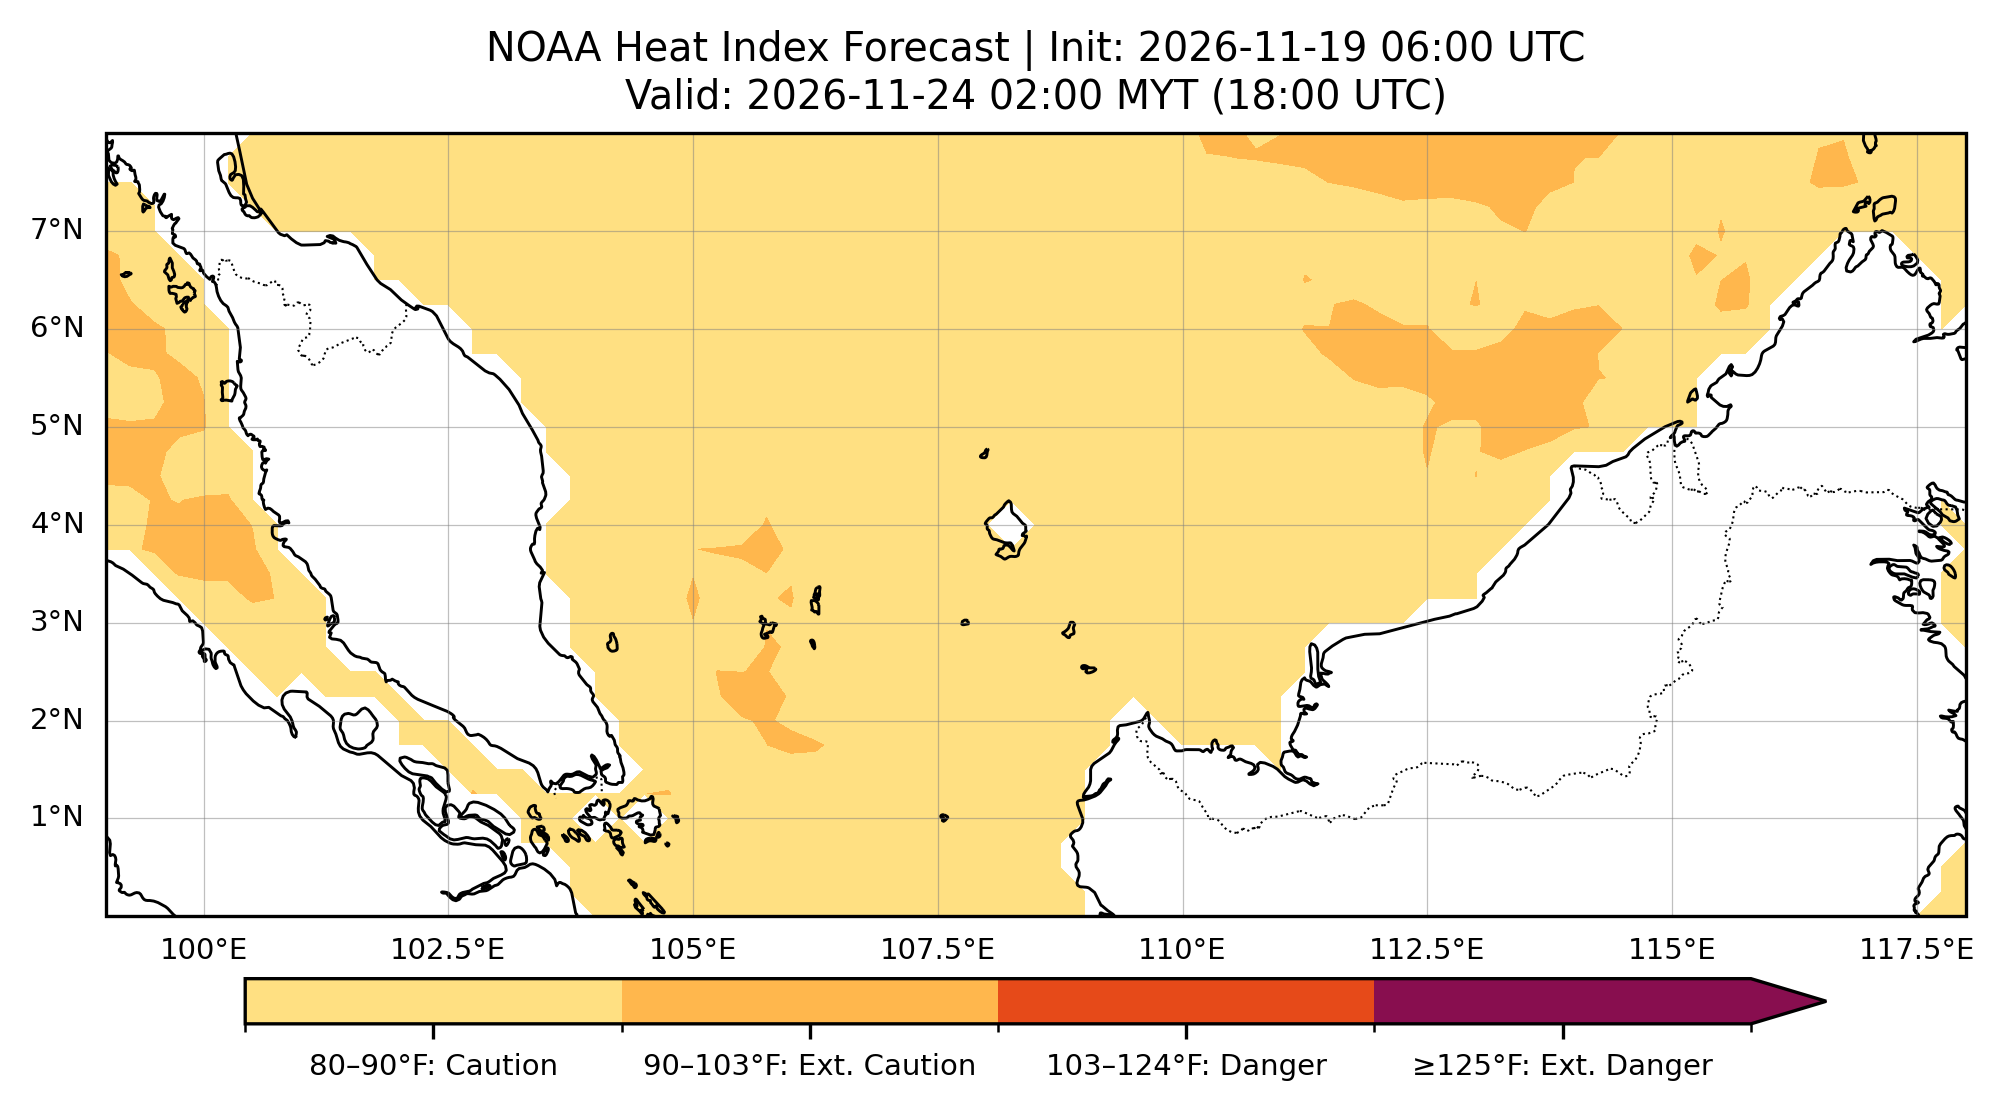 NOAA Heat Index Forecast | Init: 2026-11-19 06:00 UTC
Valid: 2026-11-24 02:00 MYT (18:00 UTC)
7°N
6°N
5°N
4°N
3°N
2°N
1°N
100°E 102.5°E 105°E 107.5°E 110°E 112.5°E 115°E 117.5°E
80–90°F: Caution 90–103°F: Ext. Caution 103–124°F: Danger ≥125°F: Ext. Danger